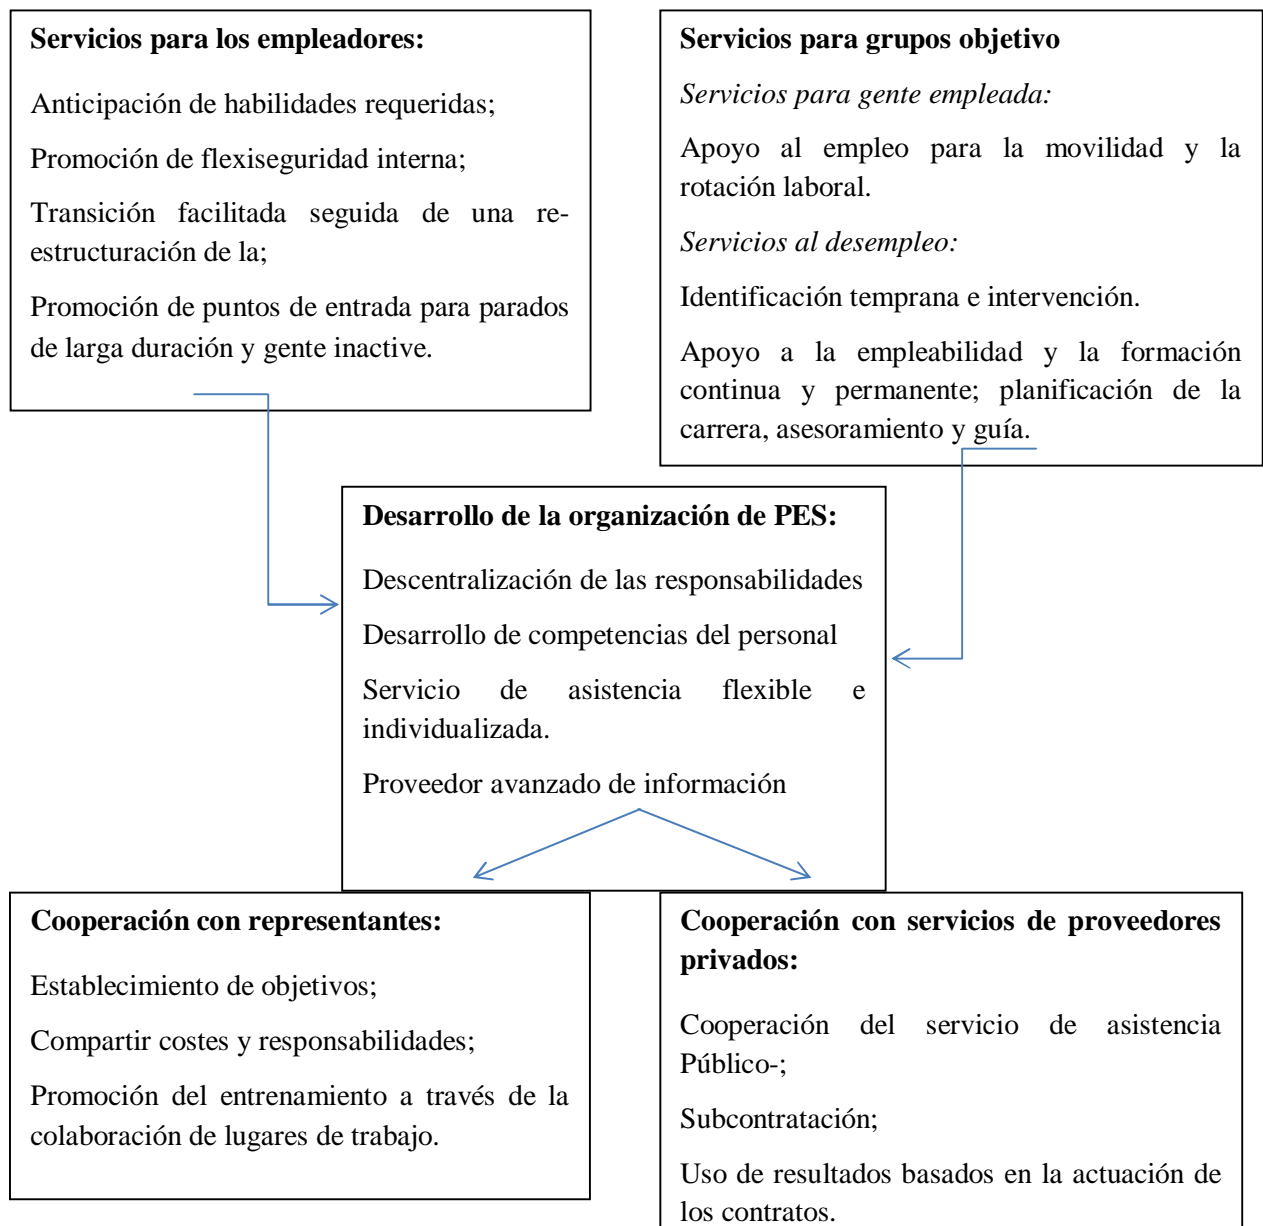 Servicios para los empleadores:
Anticipación de habilidades requeridas;
Promoción de flexiseguridad interna;
Transición facilitada seguida de una re-
estructuración de la;
Promoción de puntos de entrada para parados
de larga duración y gente inactive.
Servicios para grupos objetivo
Servicios para gente empleada:
Apoyo al empleo para la movilidad y la
rotación laboral.
Servicios al desempleo:
Identificación temprana e intervención.
Apoyo a la empleabilidad y la formación
continua y permanente; planificación de la
carrera, asesoramiento y guía.
Desarrollo de la organización de PES:
Descentralización de las responsabilidades
Desarrollo de competencias del personal
Servicio de asistencia flexible e
individualizada.
Proveedor avanzado de información
Cooperación con representantes:
Establecimiento de objetivos;
Compartir costes y responsabilidades;
Promoción del entrenamiento a través de la
colaboración de lugares de trabajo.
Cooperación con servicios de proveedores
privados:
Cooperación del servicio de asistencia
Público-;
Subcontratación;
Uso de resultados basados en la actuación de
los contratos.